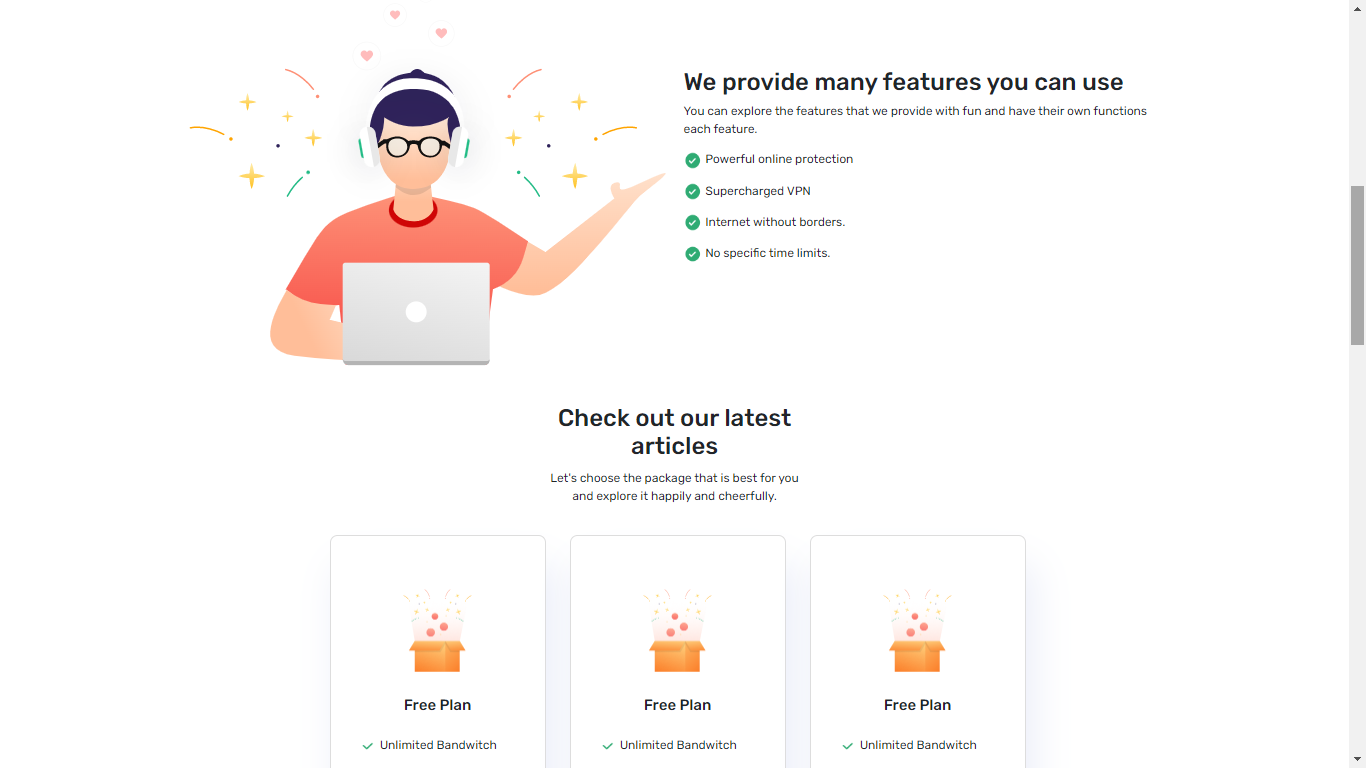 We provide many features you can use
You can explore the features that we provide with fun and have their own functions
each feature.
Powerful online protection
Supercharged VPN
Internet without borders.
No specific time limits.
Check out our latest
articles
Let's choose the package that is best for you
and explore it happily and cheerfully.
Free Plan
Unlimited Bandwitch
Free Plan
Unlimited Bandwitch
Free Plan
Unlimited Bandwitch